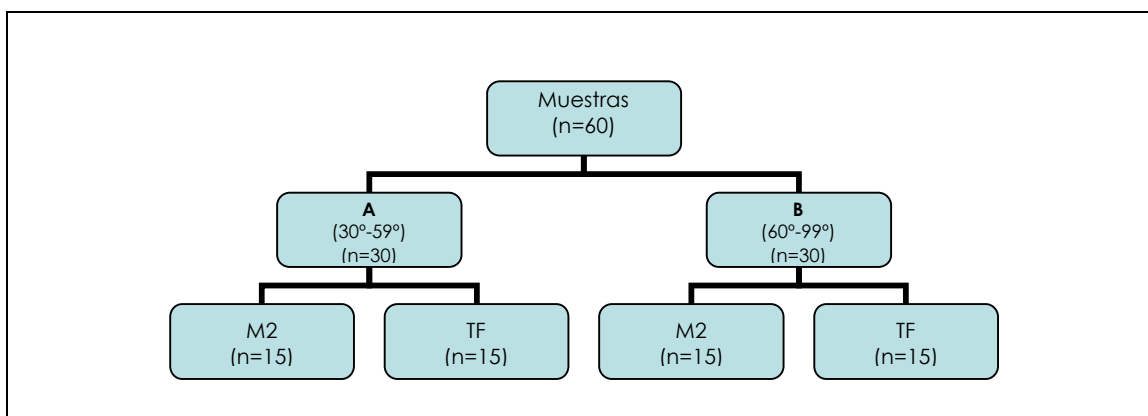 Muestras
(n=60)
A
(30º-59º)
(n=30)
B
(60º-99º)
(n=30)
M2
(n=15)
TF
(n=15)
M2
(n=15)
TF
(n=15)